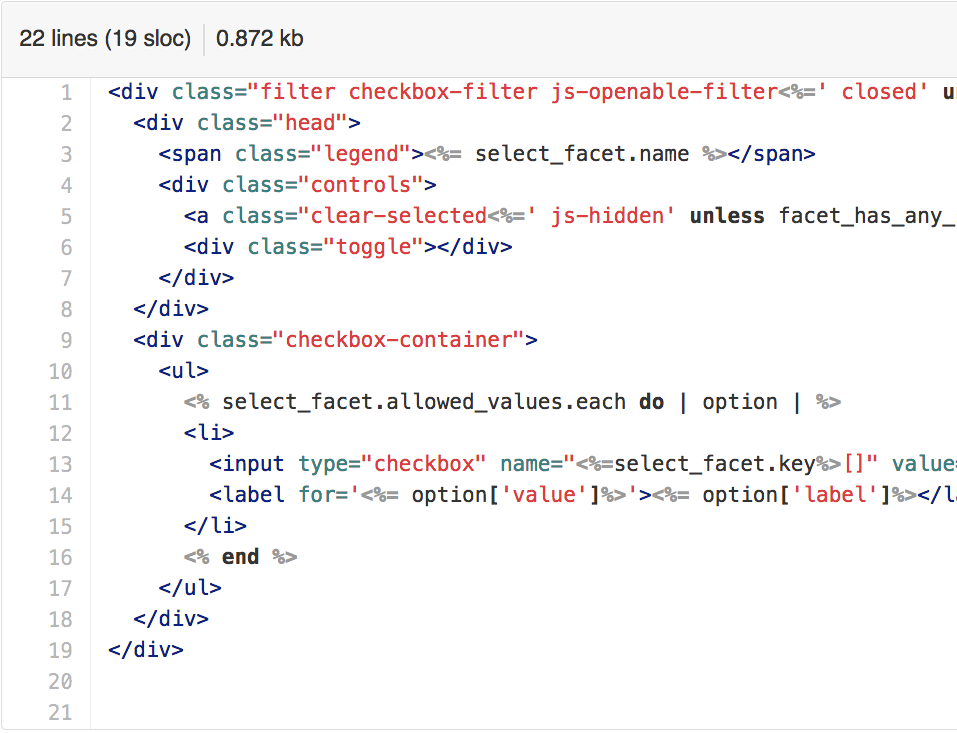 22 lines (19 sloc) 0.872 kb
1 <div class="filter checkbox-filter js-openable-filter<%=' closed'
2   <div class="head">
3     <span class="legend"><%= select_facet.name %></span>
4     <div class="controls">
5       <a class="clear-selected<%=' js-hidden' unless facet_has_any_
6       <div class="toggle"></div>
7     </div>
8   </div>
9   <div class="checkbox-container">
10     <ul>
11       <% select_facet.allowed_values.each do | option | %>
12       <li>
13         <input type="checkbox" name="<%=select_facet.key%>[]" value=
14         <label for='<%= option['value']%>'><%= option['label']%></l
15       </li>
16       <% end %>
17     </ul>
18   </div>
19 </div>
20
21